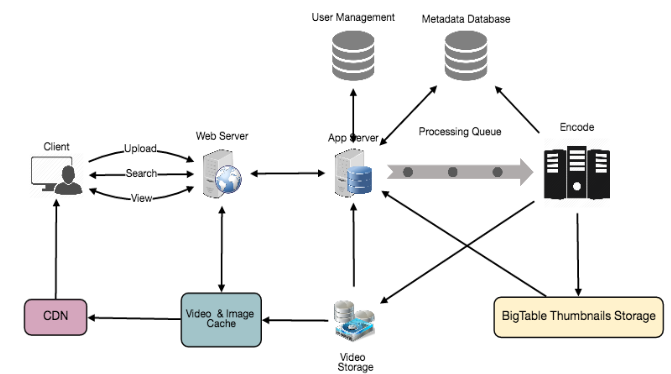 User Management
Metadata Database
Client
Upload
Search
View
Web Server
App Server
Processing Queue
Encode
CDN
Video & Image
Cache
Video
Storage
BigTable Thumbnails Storage